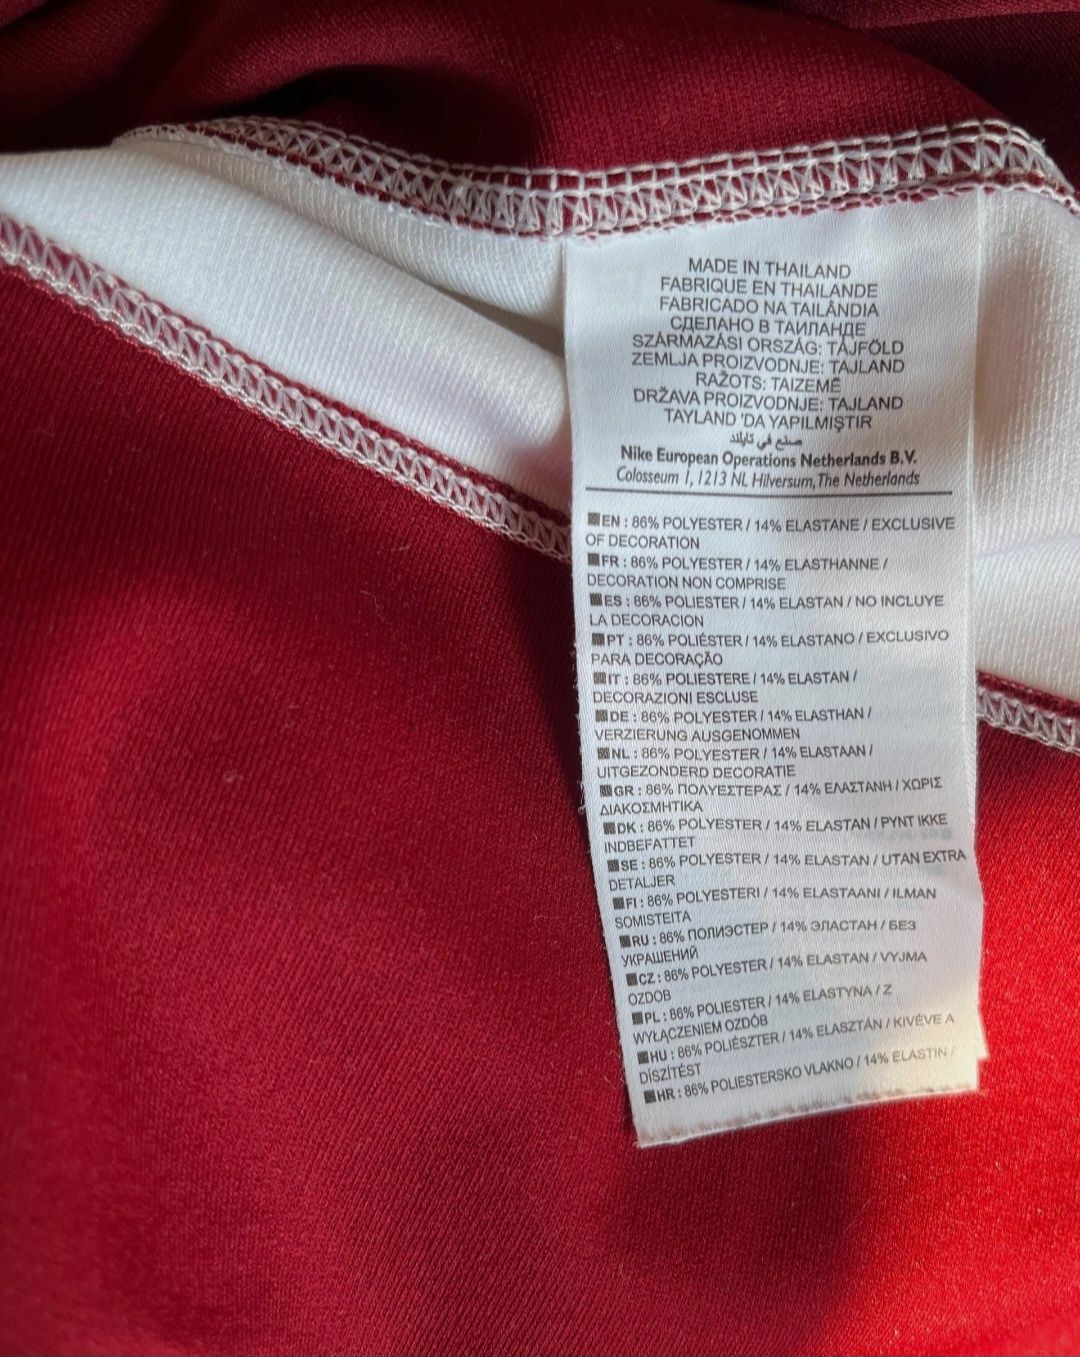 MADE IN THAILAND
FABRIQUE EN THAILANDE
FABRICADO NA TAILÂNDIA
СДЕЛАНО В ТАИЛАНДЕ
SZÁRMAZÁSI ORSZÁG: TÁJFÖLD
ZEMLJA PROIZVODNJE: TAJLAND
RAŽOTS: TAIZEMĒ
DRŽAVA PROIZVODNJE: TAJLAND
TAYLAND 'DA YAPILMIŞTIR
صنع في تايلاند
Nike European Operations Netherlands B.V.
Colosseum 1, 1213 NL Hilversum, The Netherlands
EN : 86% POLYESTER / 14% ELASTANE / EXCLUSIVE
OF DECORATION
FR : 86% POLYESTER / 14% ELASTHANNE /
DECORATION NON COMPRISE
ES : 86% POLIESTER / 14% ELASTAN / NO INCLUYE
LA DECORACION
PT : 86% POLIÉSTER / 14% ELASTANO / EXCLUSIVO
PARA DECORAÇÃO
IT : 86% POLIESTERE / 14% ELASTAN /
DECORAZIONI ESCLUSE
DE : 86% POLYESTER / 14% ELASTHAN /
VERZIERUNG AUSGENOMMEN
NL : 86% POLYESTER / 14% ELASTAAN /
UITGEZONDERD DECORATIE
GR : 86% ΠΟΛΥΕΣΤΕΡΑΣ / 14% ΕΛΑΣΤΑΝΗ / ΧΩΡΙΣ
ΔΙΑΚΟΣΜΗΤΙΚΑ
DK : 86% POLYESTER / 14% ELASTAN / PYNT IKKE
INDBEFATTET
SE : 86% POLYESTER / 14% ELASTAN / UTAN EXTRA
DETALJER
FI : 86% POLYESTERI / 14% ELASTAANI / ILMAN
SOMISTEITA
RU : 86% ПОЛИЭСТЕР / 14% ЭЛАСТАН / БЕЗ
УКРАШЕНИЙ
CZ : 86% POLYESTER / 14% ELASTAN / VYJMA
OZDOB
PL : 86% POLIESTER / 14% ELASTYNA / Z
WYŁĄCZENIEM OZDÓB
HU : 86% POLIÉSZTER / 14% ELASZTÁN / KIVÉVE A
DÍSZÍTÉST
HR : 86% POLIESTERSKO VLAKNO / 14% ELASTIN /